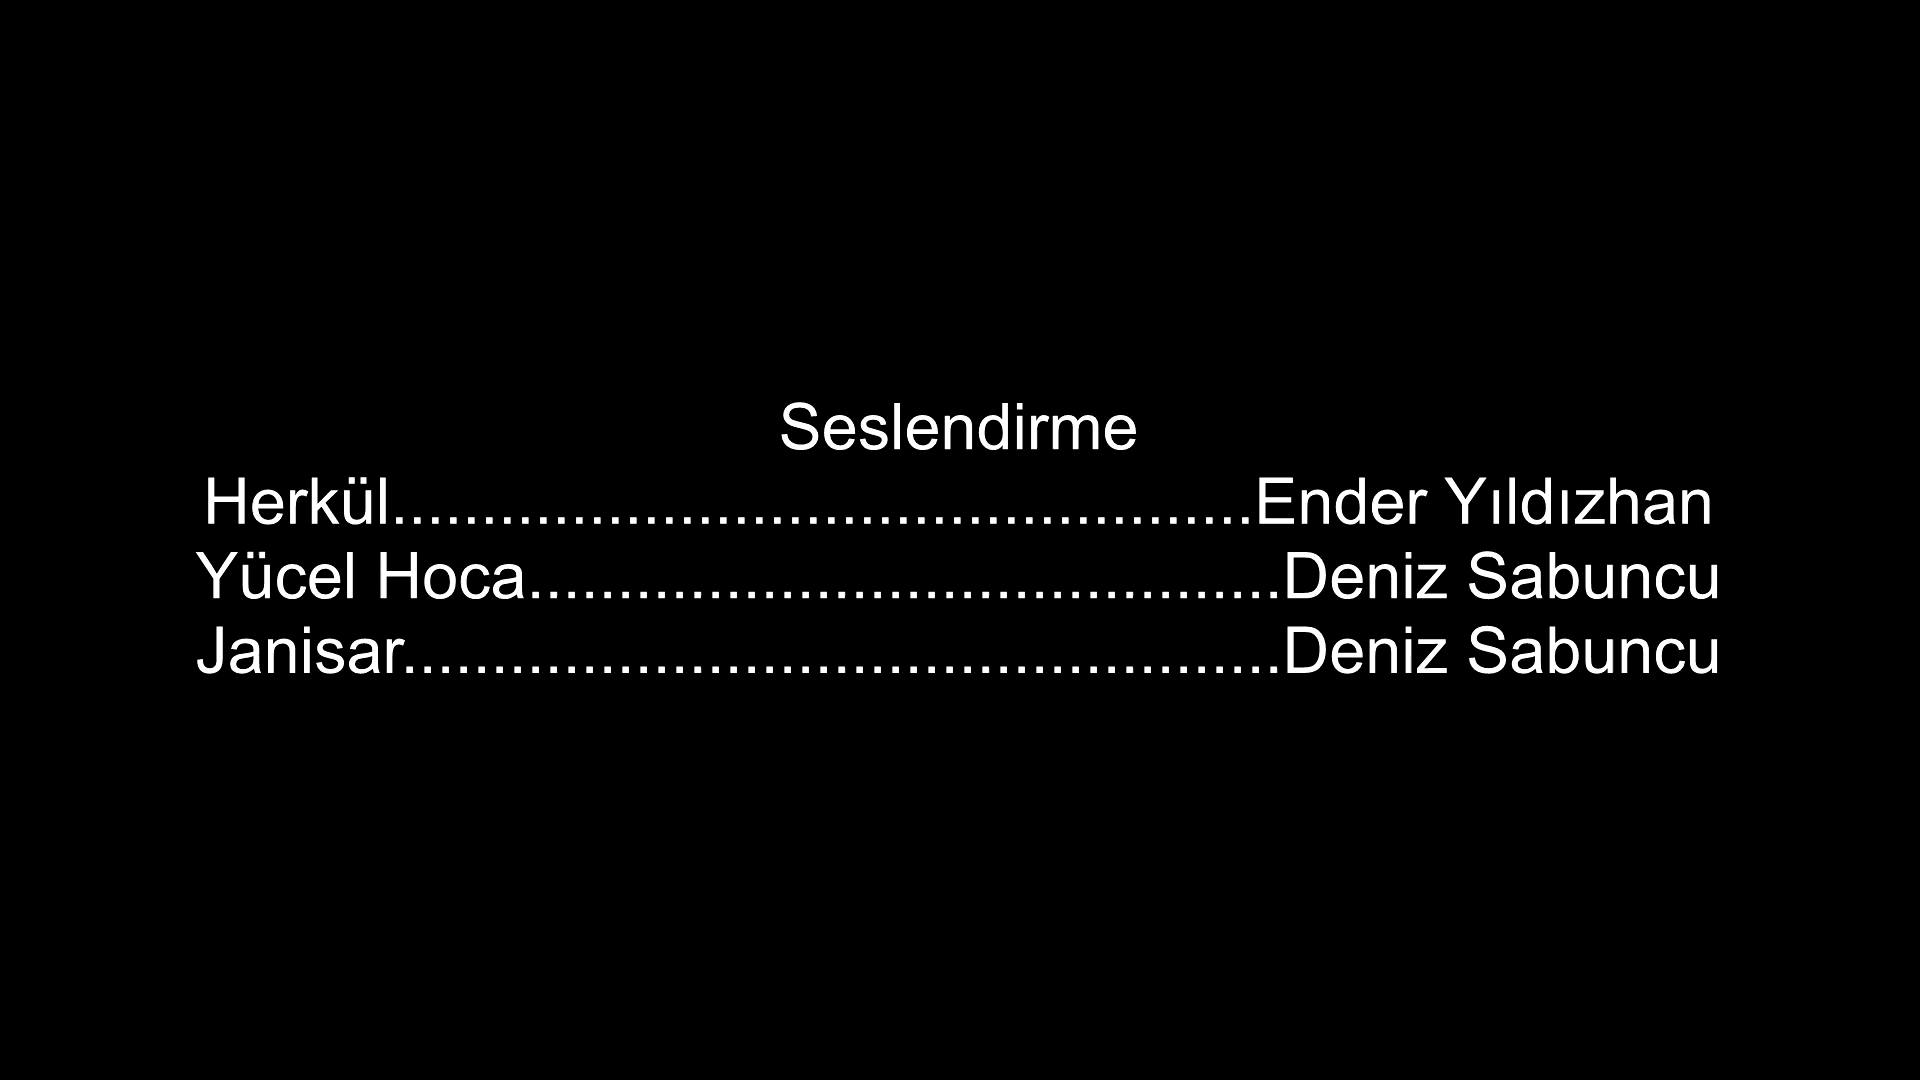 Seslendirme
Herkül................................................Ender Yıldızhan
Yücel Hoca..........................................Deniz Sabuncu
Janisar.................................................Deniz Sabuncu